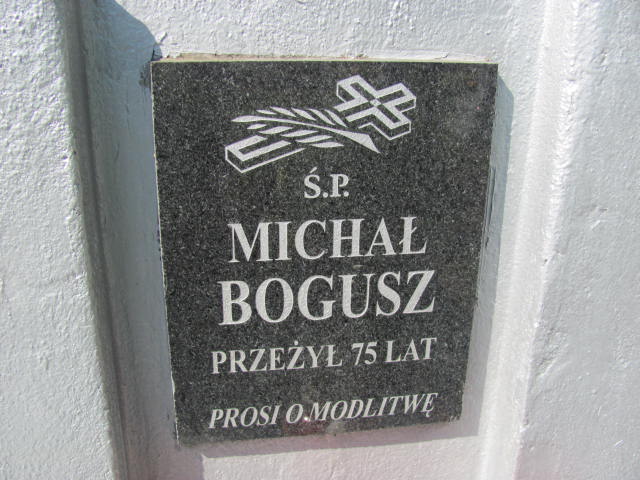 Ś.P.
MICHAŁ
BOGUSZ
PRZEŻYŁ 75 LAT
PROSI O MODLITWĘ